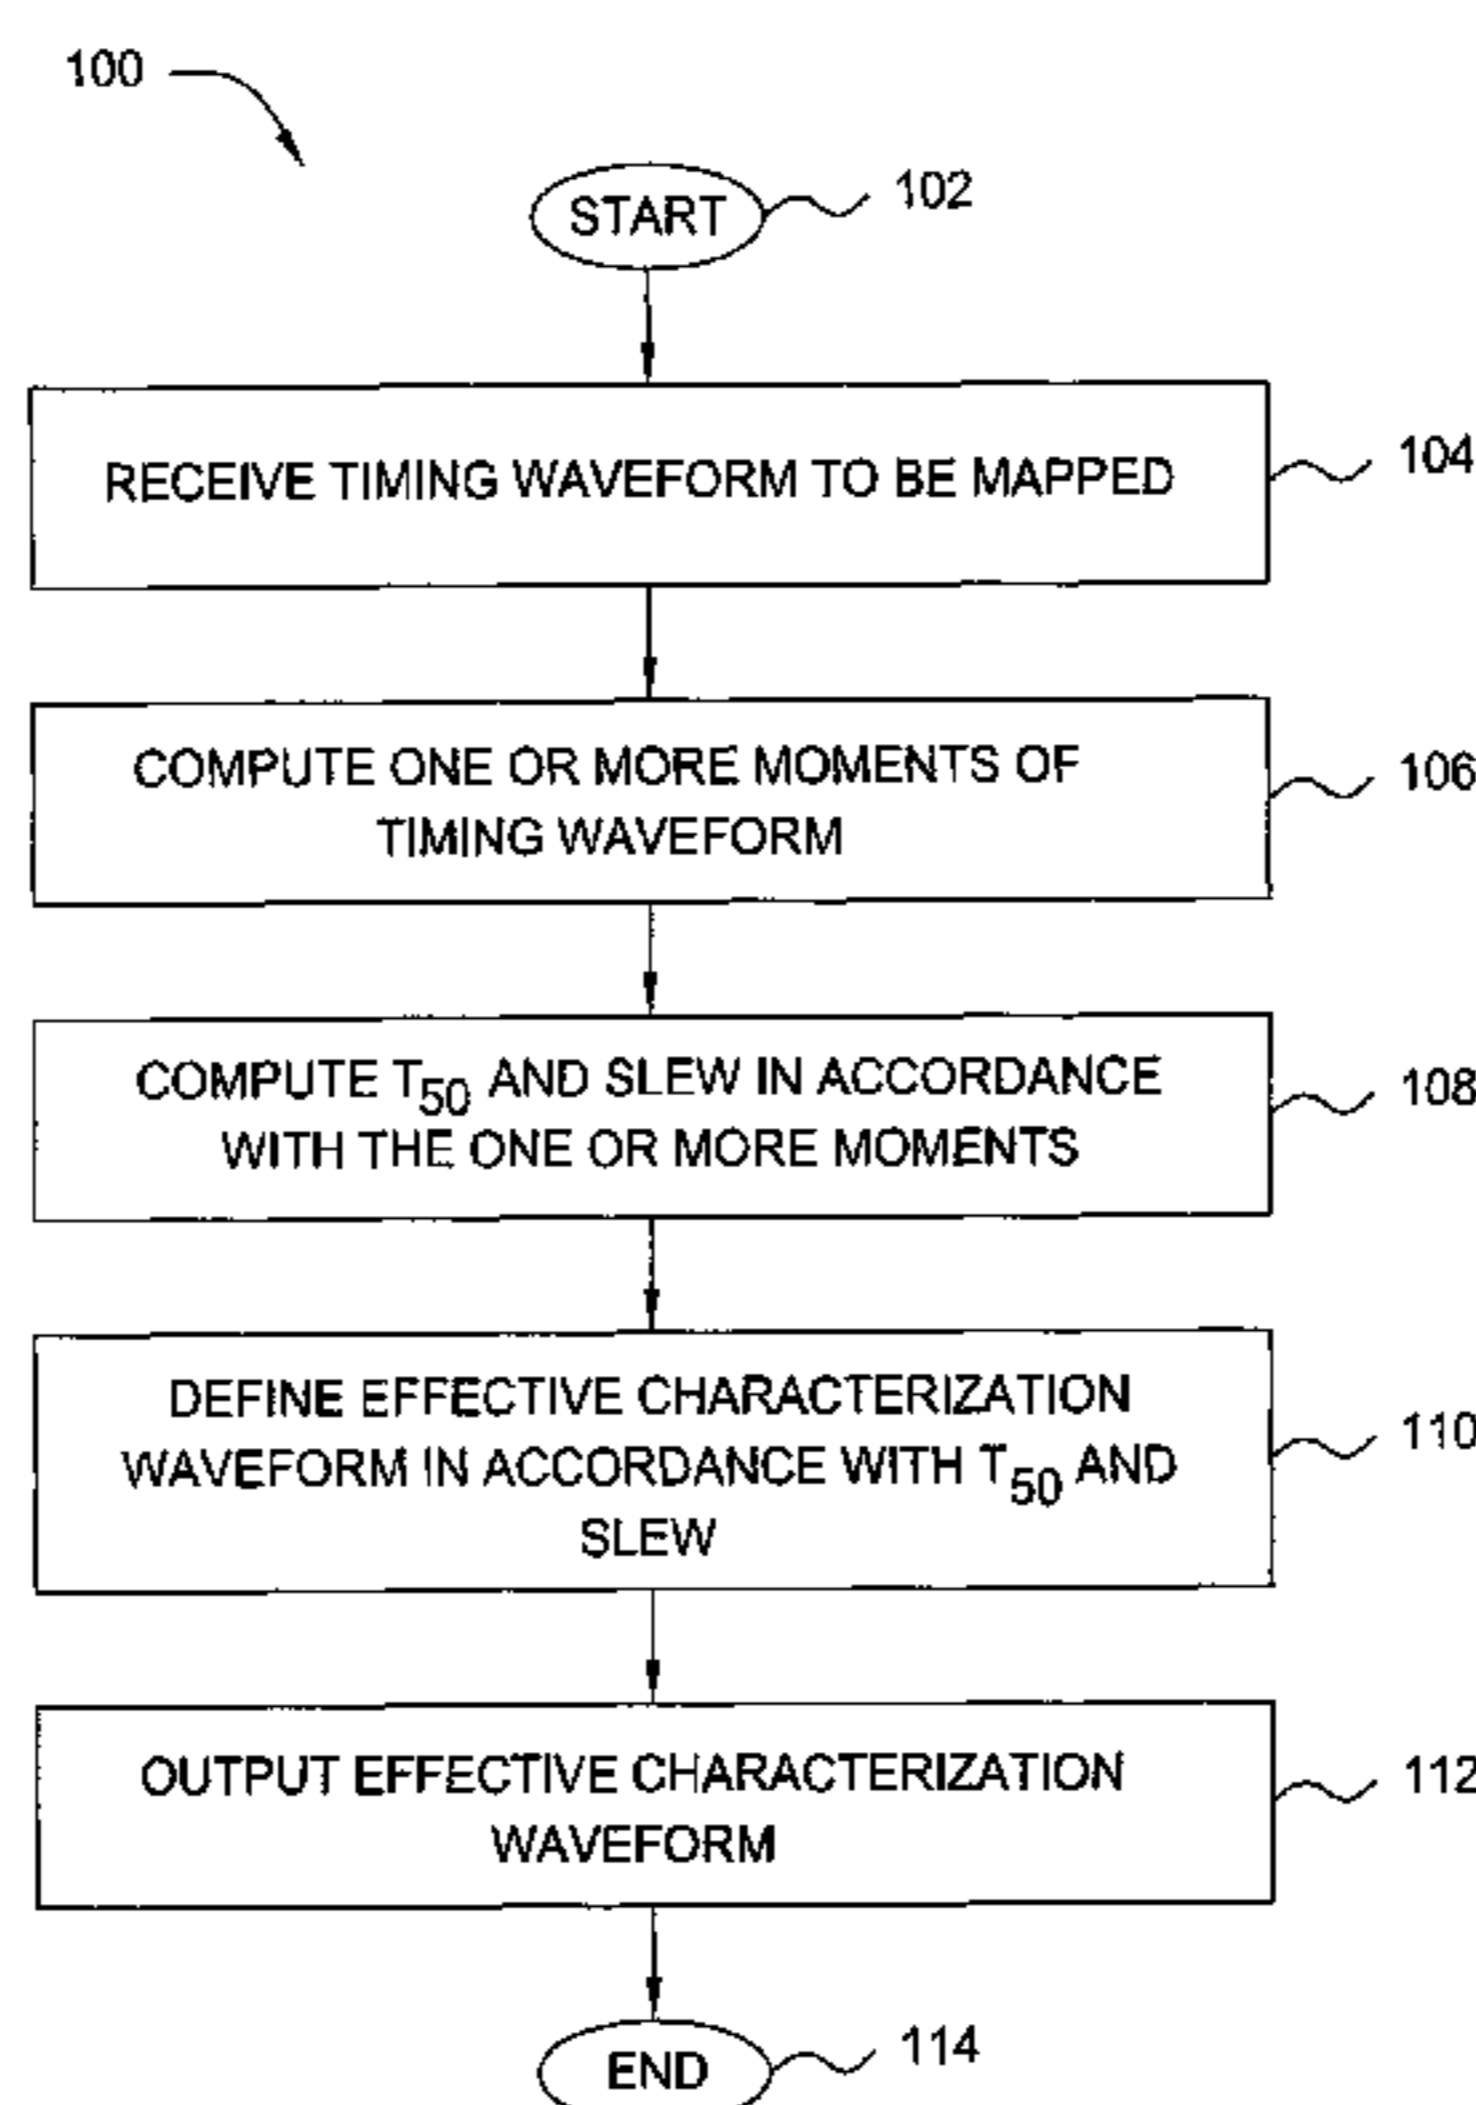 100
START
102
RECEIVE TIMING WAVEFORM TO BE MAPPED
104
COMPUTE ONE OR MORE MOMENTS OF
TIMING WAVEFORM
106
COMPUTE T50 AND SLEW IN ACCORDANCE
WITH THE ONE OR MORE MOMENTS
108
DEFINE EFFECTIVE CHARACTERIZATION
WAVEFORM IN ACCORDANCE WITH T50 AND
SLEW
110
OUTPUT EFFECTIVE CHARACTERIZATION
WAVEFORM
112
END
114